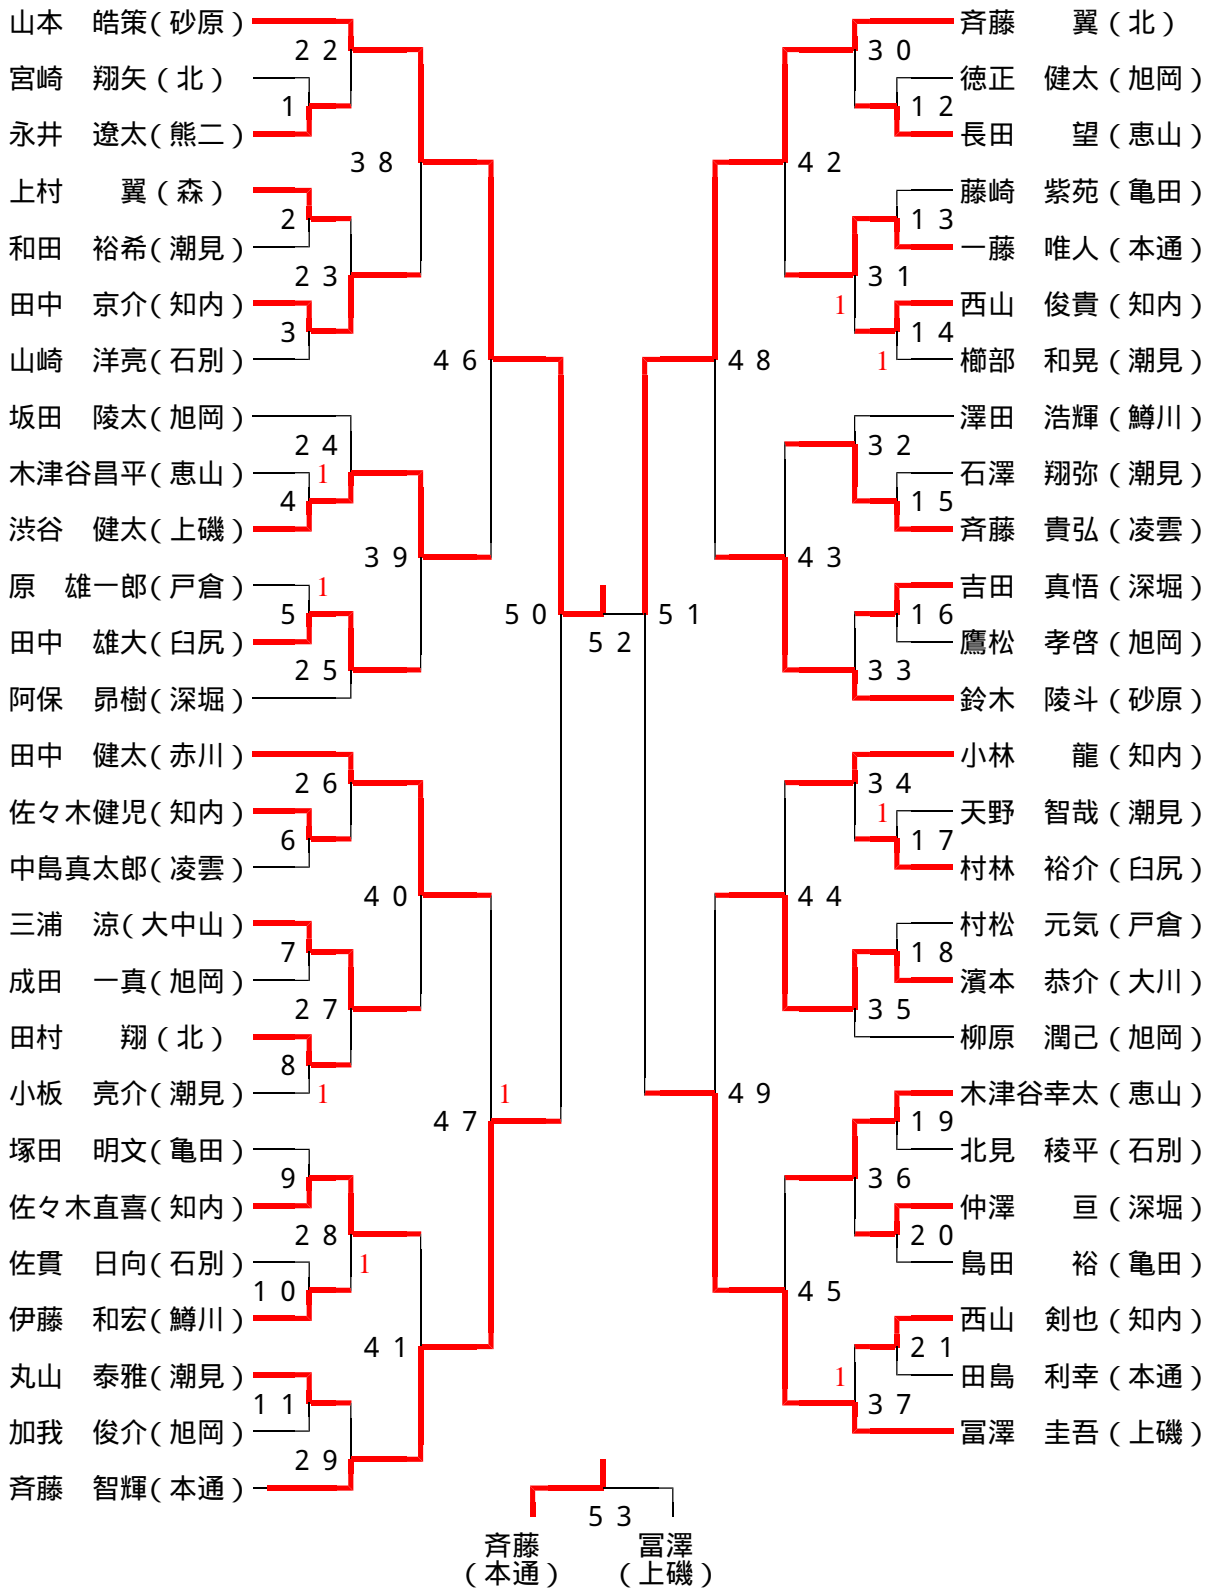 山本　皓策(砂原)
22
宮崎　翔矢(北)
1
永井　遼太(熊二)
38
上村　　翼(森)
2
和田　裕希(潮見)
23
田中　京介(知内)
3
山崎　洋亮(石別)
46
坂田　陵太(旭岡)
24
木津谷昌平(恵山)
1
4
渋谷　健太(上磯)
39
原　雄一郎(戸倉)
1
5
田中　雄大(臼尻)
25
阿保　昴樹(深堀)
50
田中　健太(赤川)
26
佐々木健児(知内)
6
中島真太郎(凌雲)
40
三浦　涼(大中山)
7
成田　一真(旭岡)
27
田村　　翔(北)
8
小板　亮介(潮見)
1
47
1
塚田　明文(亀田)
9
佐々木直喜(知内)
28
1
佐貫　日向(石別)
10
伊藤　和宏(鱒川)
41
丸山　泰雅(潮見)
11
加我　俊介(旭岡)
29
斉藤　智輝(本通)
52
斉藤　　翼(北)
30
徳正　健太(旭岡)
12
長田　　望(恵山)
42
藤崎　紫苑(亀田)
13
一藤　唯人(本通)
31
1
西山　俊貴(知内)
14
1
櫛部　和晃(潮見)
48
澤田　浩輝(鱒川)
32
石澤　翔弥(潮見)
15
斉藤　貴弘(凌雲)
43
吉田　真悟(深堀)
16
鷹松　孝啓(旭岡)
33
鈴木　陵斗(砂原)
51
小林　　龍(知内)
34
1
天野　智哉(潮見)
17
村林　裕介(臼尻)
44
村松　元気(戸倉)
18
濱本　恭介(大川)
35
柳原　潤己(旭岡)
49
木津谷幸太(恵山)
19
北見　稜平(石別)
36
仲澤　　亘(深堀)
20
島田　　裕(亀田)
45
西山　剣也(知内)
21
1
田島　利幸(本通)
37
冨澤　圭吾(上磯)
53
斉藤
(本通)
冨澤
(上磯)